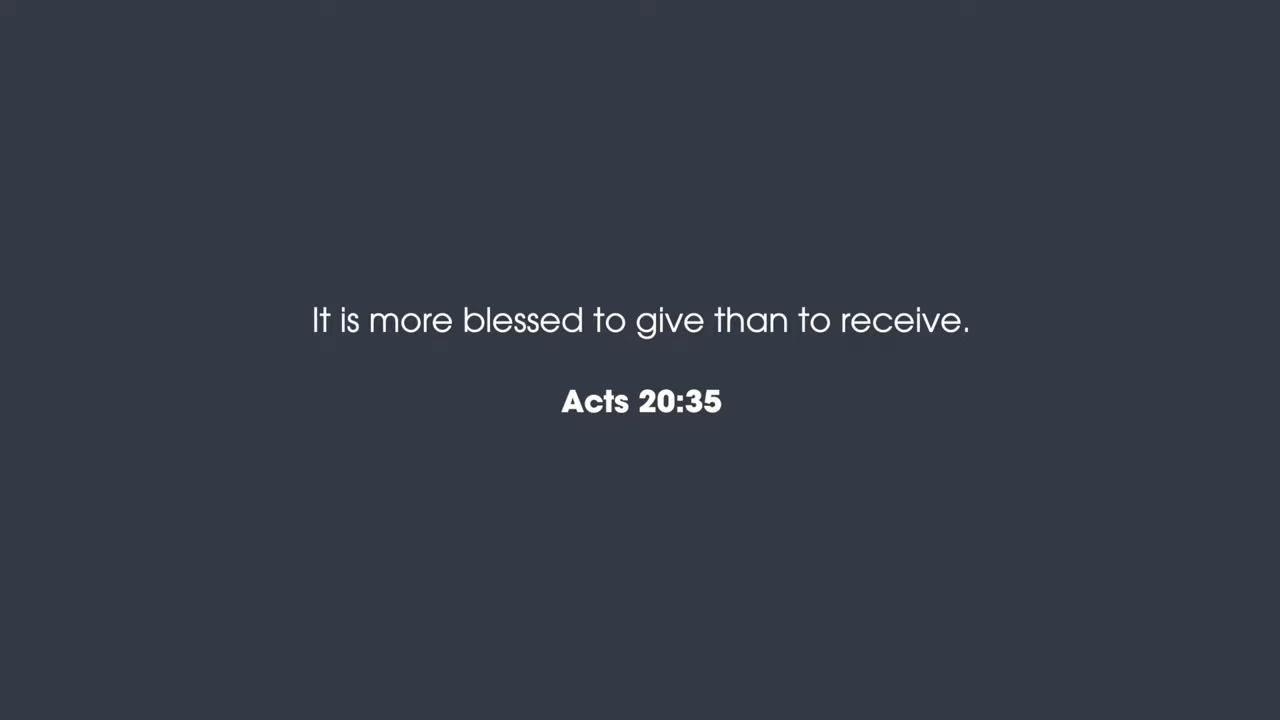 It is more blessed to give than to receive.
Acts 20:35